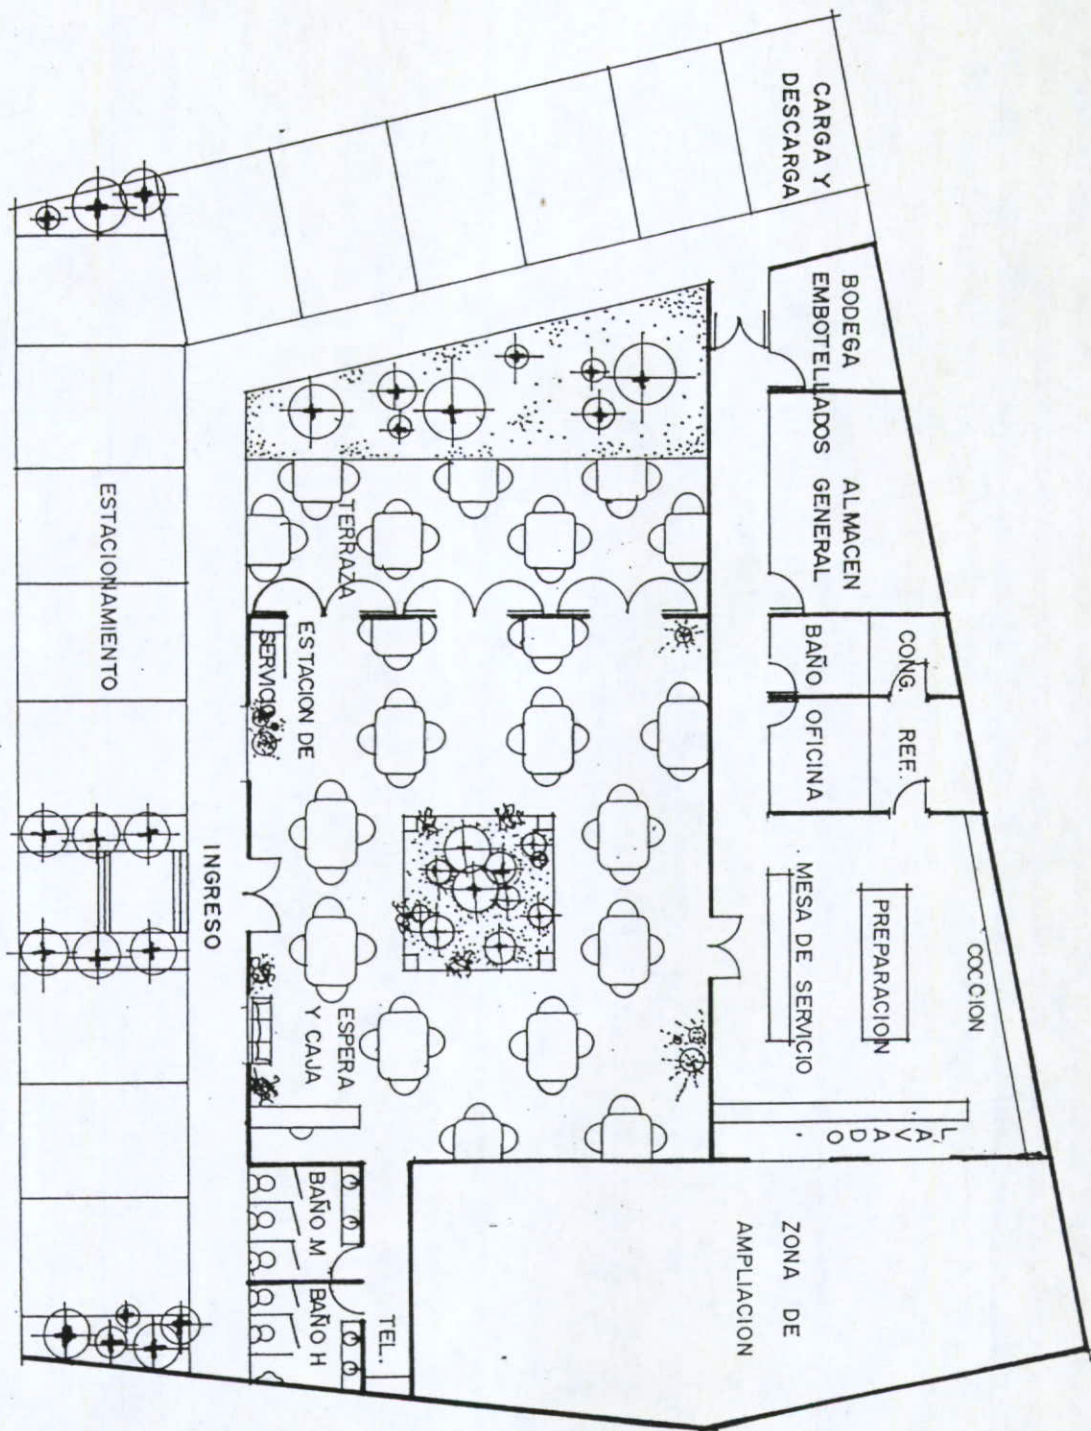 CARGA Y
DESCARGA
BODEGA
EMBOTELLADOS
ALMACEN
GENERAL
CONG.
REF.
BAÑO
OFICINA
COCCION
PREPARACION
MESA DE SERVICIO
LAVADO
ZONA DE
AMPLIACION
TERRAZA
ESTACION DE
SERVICIO
ESPERA
Y CAJA
TEL.
BAÑO M
BAÑO H
INGRESO
ESTACIONAMIENTO